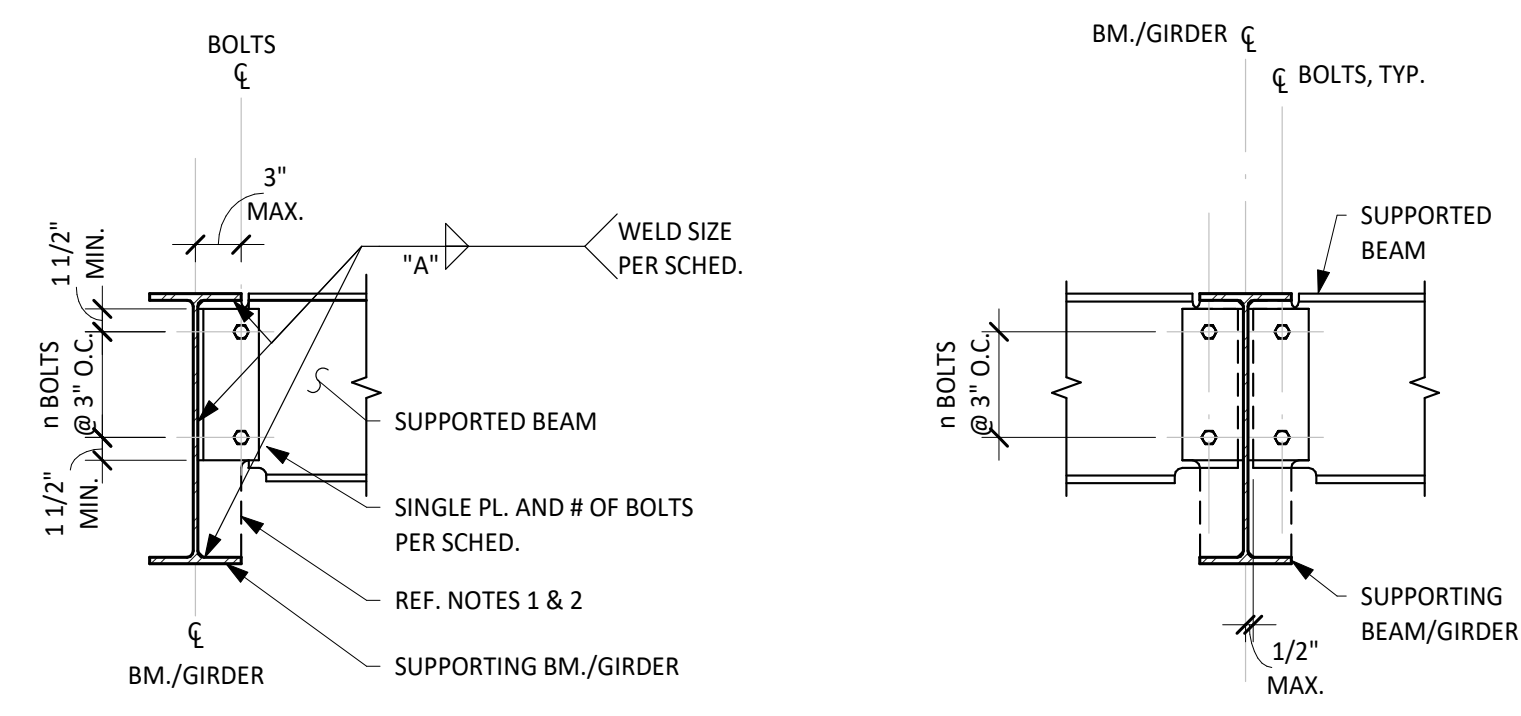 BOLTS
℄
3"
MAX.
1 1/2"
MIN.
n BOLTS
@ 3" O.C.
1 1/2"
MIN.
"A"
WELD SIZE
PER SCHED.
SUPPORTED BEAM
SINGLE PL. AND # OF BOLTS
PER SCHED.
REF. NOTES 1 & 2
SUPPORTING BM./GIRDER
℄
BM./GIRDER
BM./GIRDER ℄
℄ BOLTS, TYP.
SUPPORTED
BEAM
n BOLTS
@ 3" O.C.
SUPPORTING
BEAM/GIRDER
1/2"
MAX.